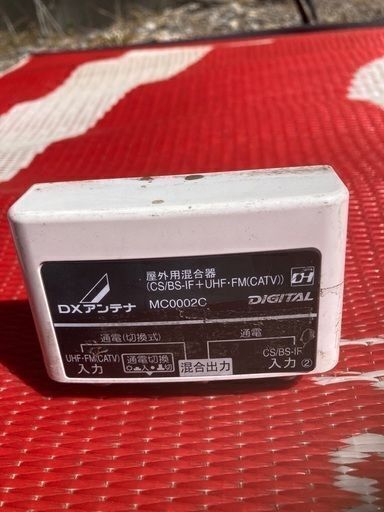 屋外用混合器
(CS/BS-IF+UHF·FM(CATV))
DXアンテナ
MC0002C
DIGITAL
通電(切換式)
通電
UHF·FM(CATV)
入力
通電切換
入 切
混合出力
CS/BS-IF
入力②